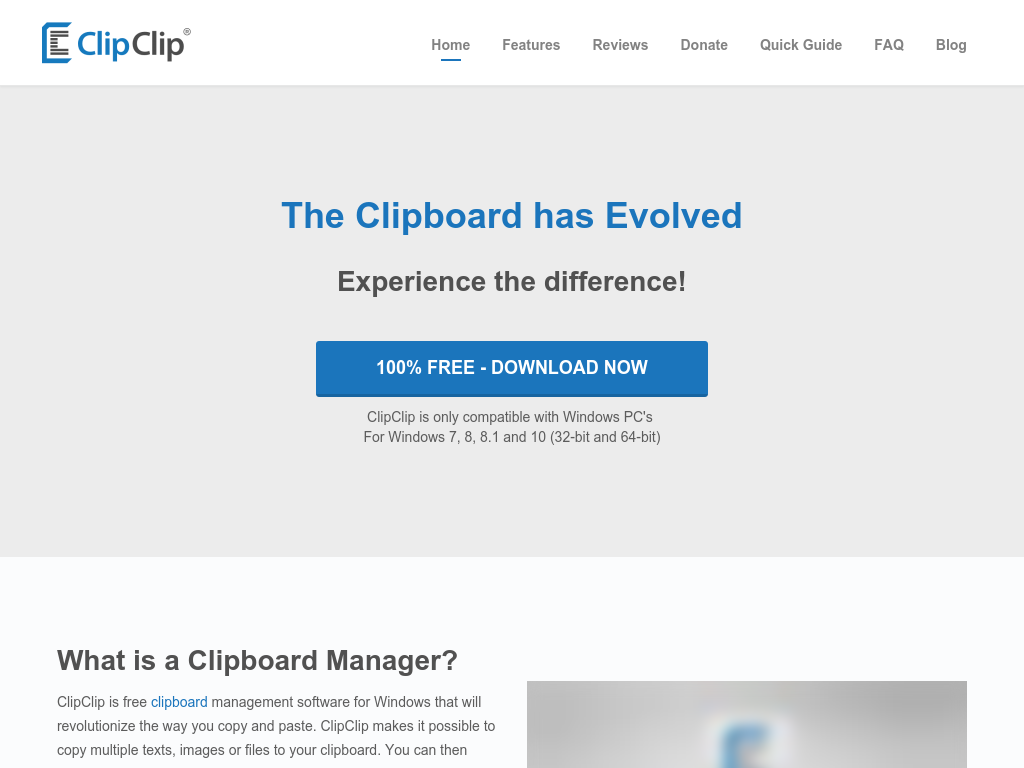 ClipClip®
Home Features Reviews Donate Quick Guide FAQ Blog
The Clipboard has Evolved
Experience the difference!
100% FREE - DOWNLOAD NOW
ClipClip is only compatible with Windows PC's
For Windows 7, 8, 8.1 and 10 (32-bit and 64-bit)
What is a Clipboard Manager?
ClipClip is free clipboard management software for Windows that will
revolutionize the way you copy and paste. ClipClip makes it possible to
copy multiple texts, images or files to your clipboard. You can then